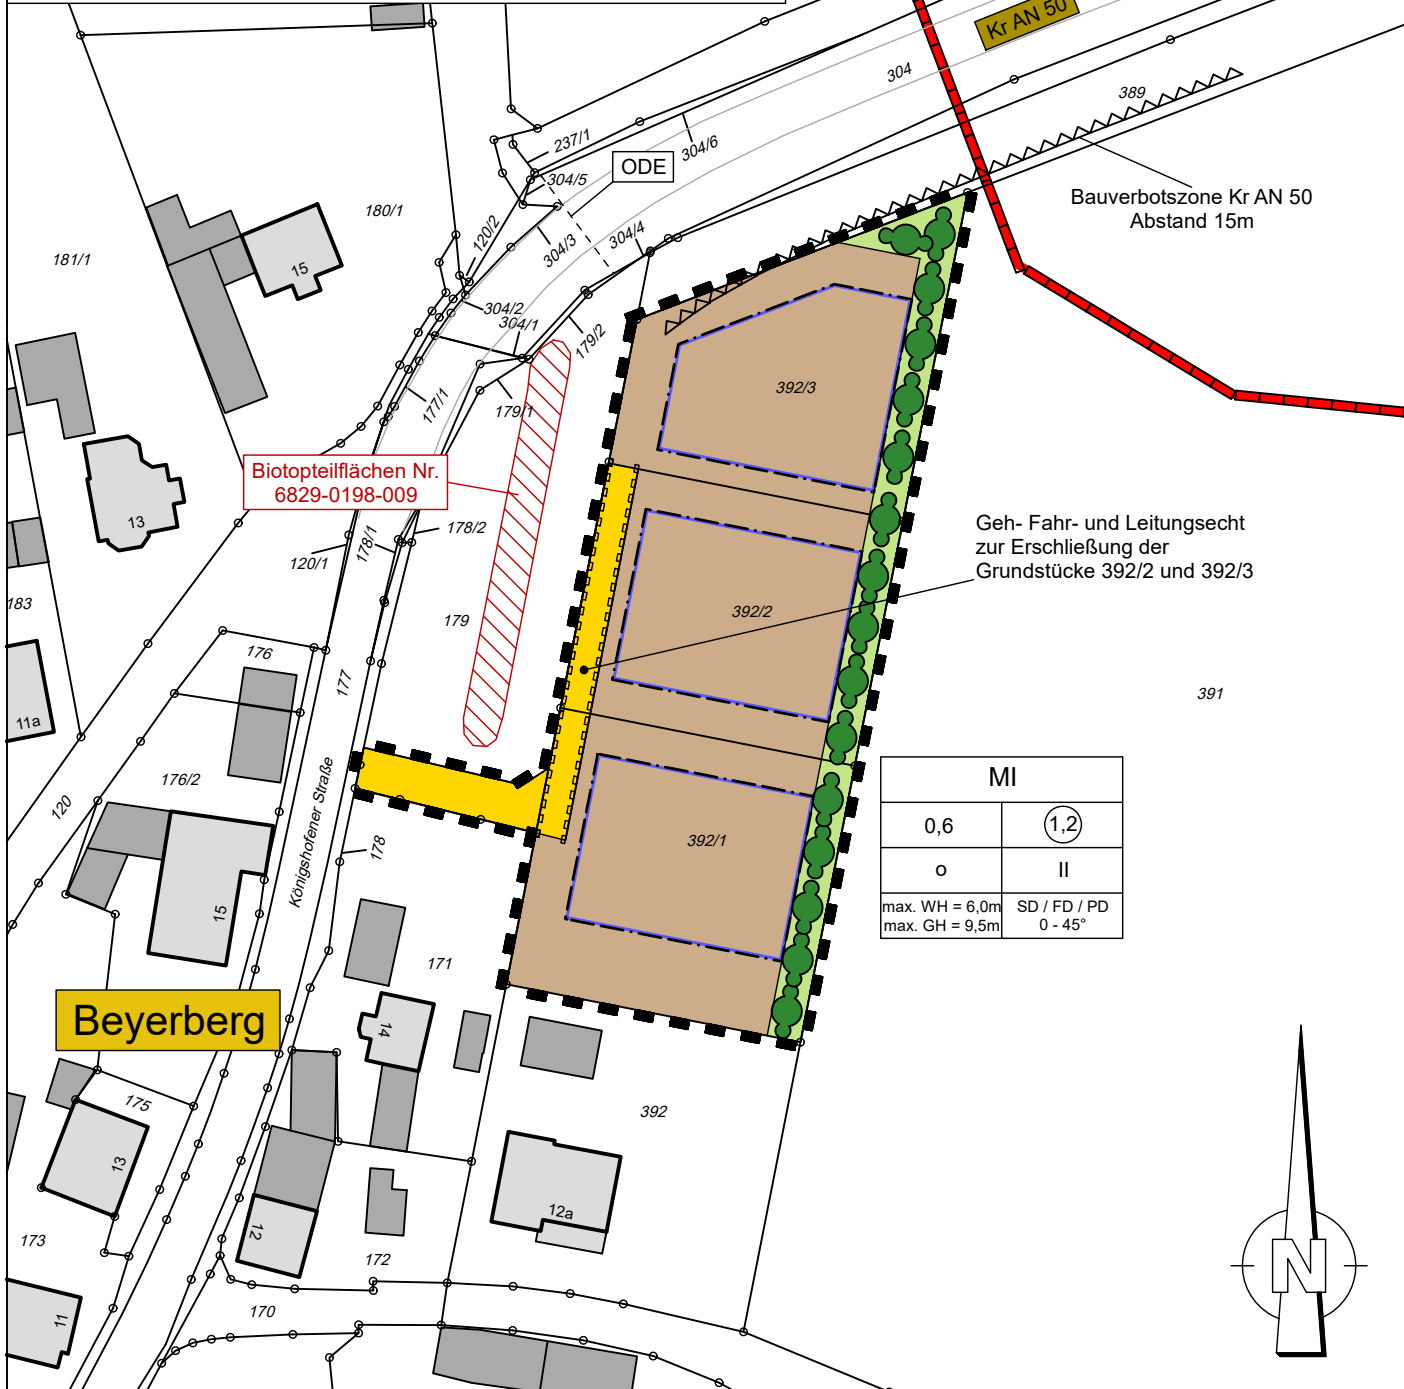 Kr AN 50
304
389
237/1
304/6
ODE
304/5
Bauverbotszone Kr AN 50
Abstand 15m
180/1
120/2
304/3
304/4
181/1
15
304/2
304/1
179/2
392/3
177/1
179/1
Biotopteilflächen Nr.
6829-0198-009
13
178/2
178/1
120/1
Geh- Fahr- und Leitungsecht
zur Erschließung der
Grundstücke 392/2 und 392/3
183
179
392/2
176
177
391
11a
176/2
MI
120
Königshofener Straße
0,6
1,2
392/1
178
o
II
max. WH = 6,0m
SD / FD / PD
max. GH = 9,5m
0 - 45°
15
171
Beyerberg
14
175
392
13
12a
12
173
172
170
11
N